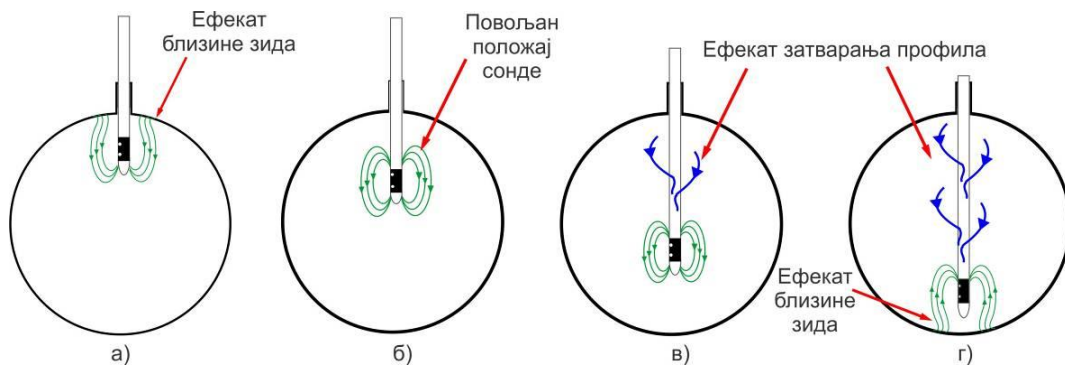 Ефекат
близине зида
Повољан
положај
сонде
Ефекат затварања профила
Ефекат
близине
зида
а)
б)
в)
г)